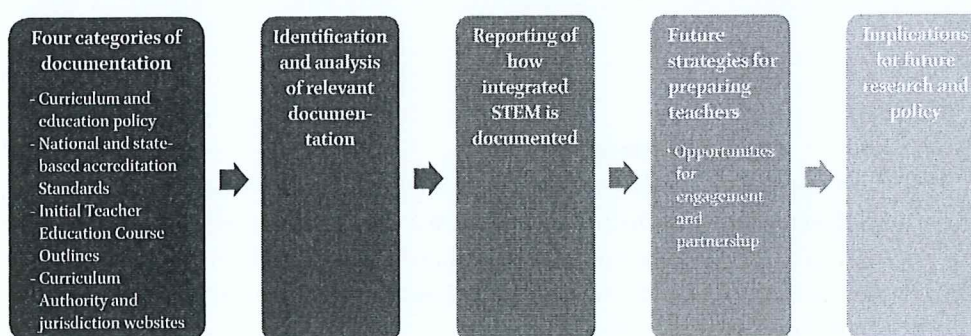 Four categories of
documentation
- Curriculum and
education policy
- National and state-
based accreditation
Standards
- Initial Teacher
Education Course
Outlines
- Curriculum
Authority and
jurisdiction websites
Identification
and analysis
of relevant
documen-
tation
Reporting of
how
integrated
STEM is
documented
Future
strategies for
preparing
teachers
· Opportunities
for
engagement
and
partnership
Implications
for future
research and
policy